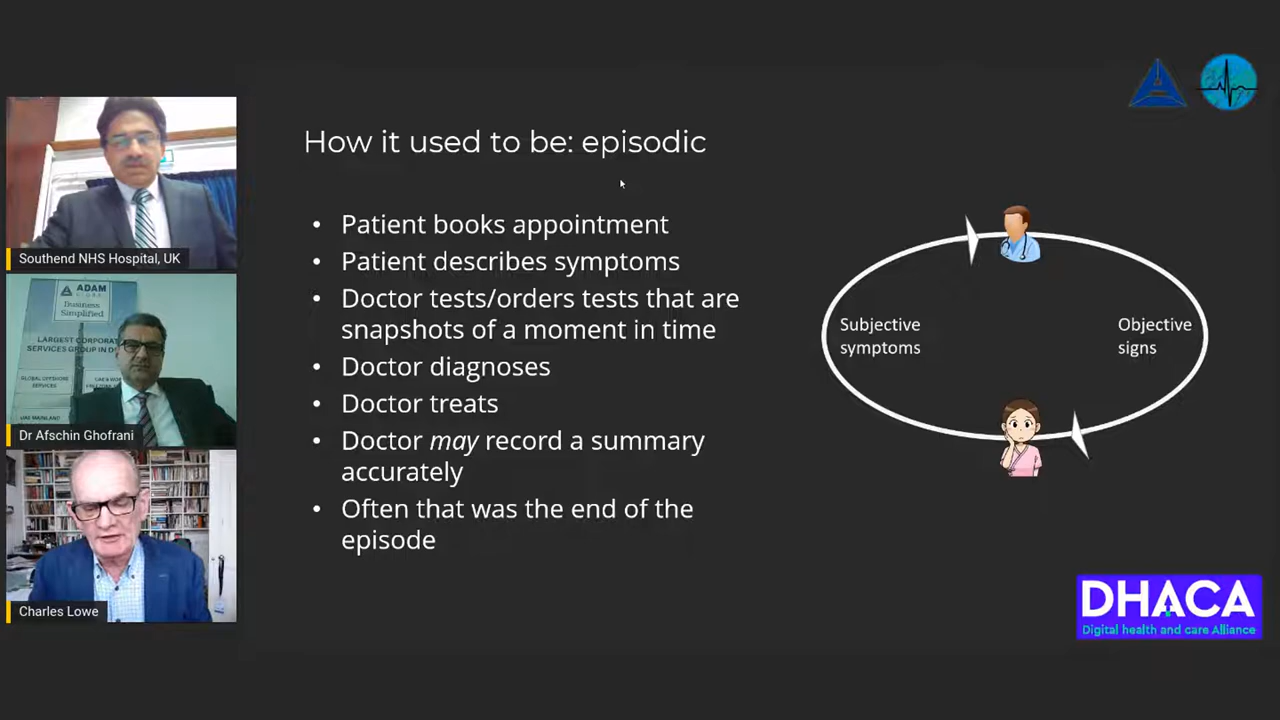 How it used to be: episodic
• Patient books appointment
• Patient describes symptoms
• Doctor tests/orders tests that are
snapshots of a moment in time
• Doctor diagnoses
• Doctor treats
• Doctor may record a summary
accurately
• Often that was the end of the
episode
Subjective
symptoms
Objective
signs
Southend NHS Hospital, UK
ADAM
Business
Simplified
LARGEST CORPORAT
SERVICES GROUP IN D
GLOBAL OFFSHORE
SERVICES
UAE MAINLAND
Dr Afschin Ghofrani
Charles Lowe
DHACA
Digital health and care Alliance